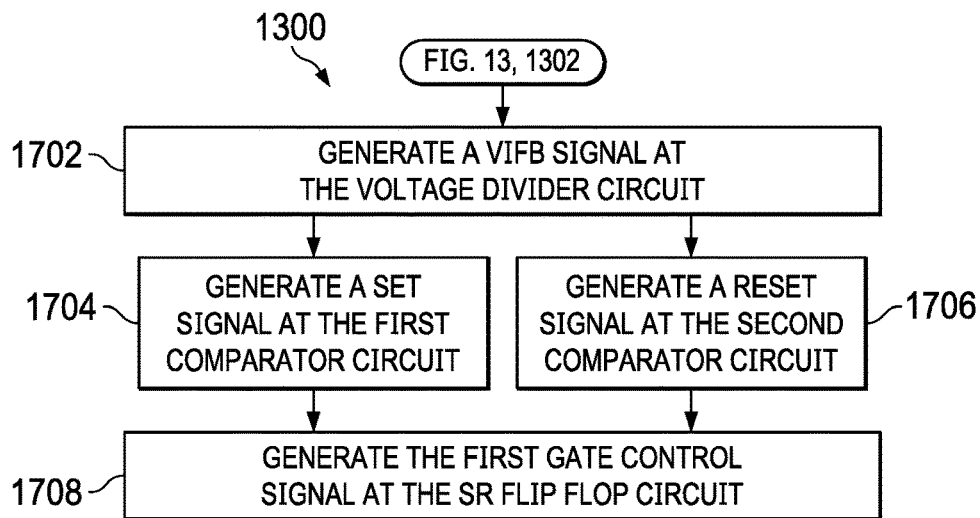 1300
FIG. 13, 1302
1702
GENERATE A VIFB SIGNAL AT
THE VOLTAGE DIVIDER CIRCUIT
1704
GENERATE A SET
SIGNAL AT THE FIRST
COMPARATOR CIRCUIT
GENERATE A RESET
SIGNAL AT THE SECOND
COMPARATOR CIRCUIT
1706
GENERATE THE FIRST GATE CONTROL
SIGNAL AT THE SR FLIP FLOP CIRCUIT
1708